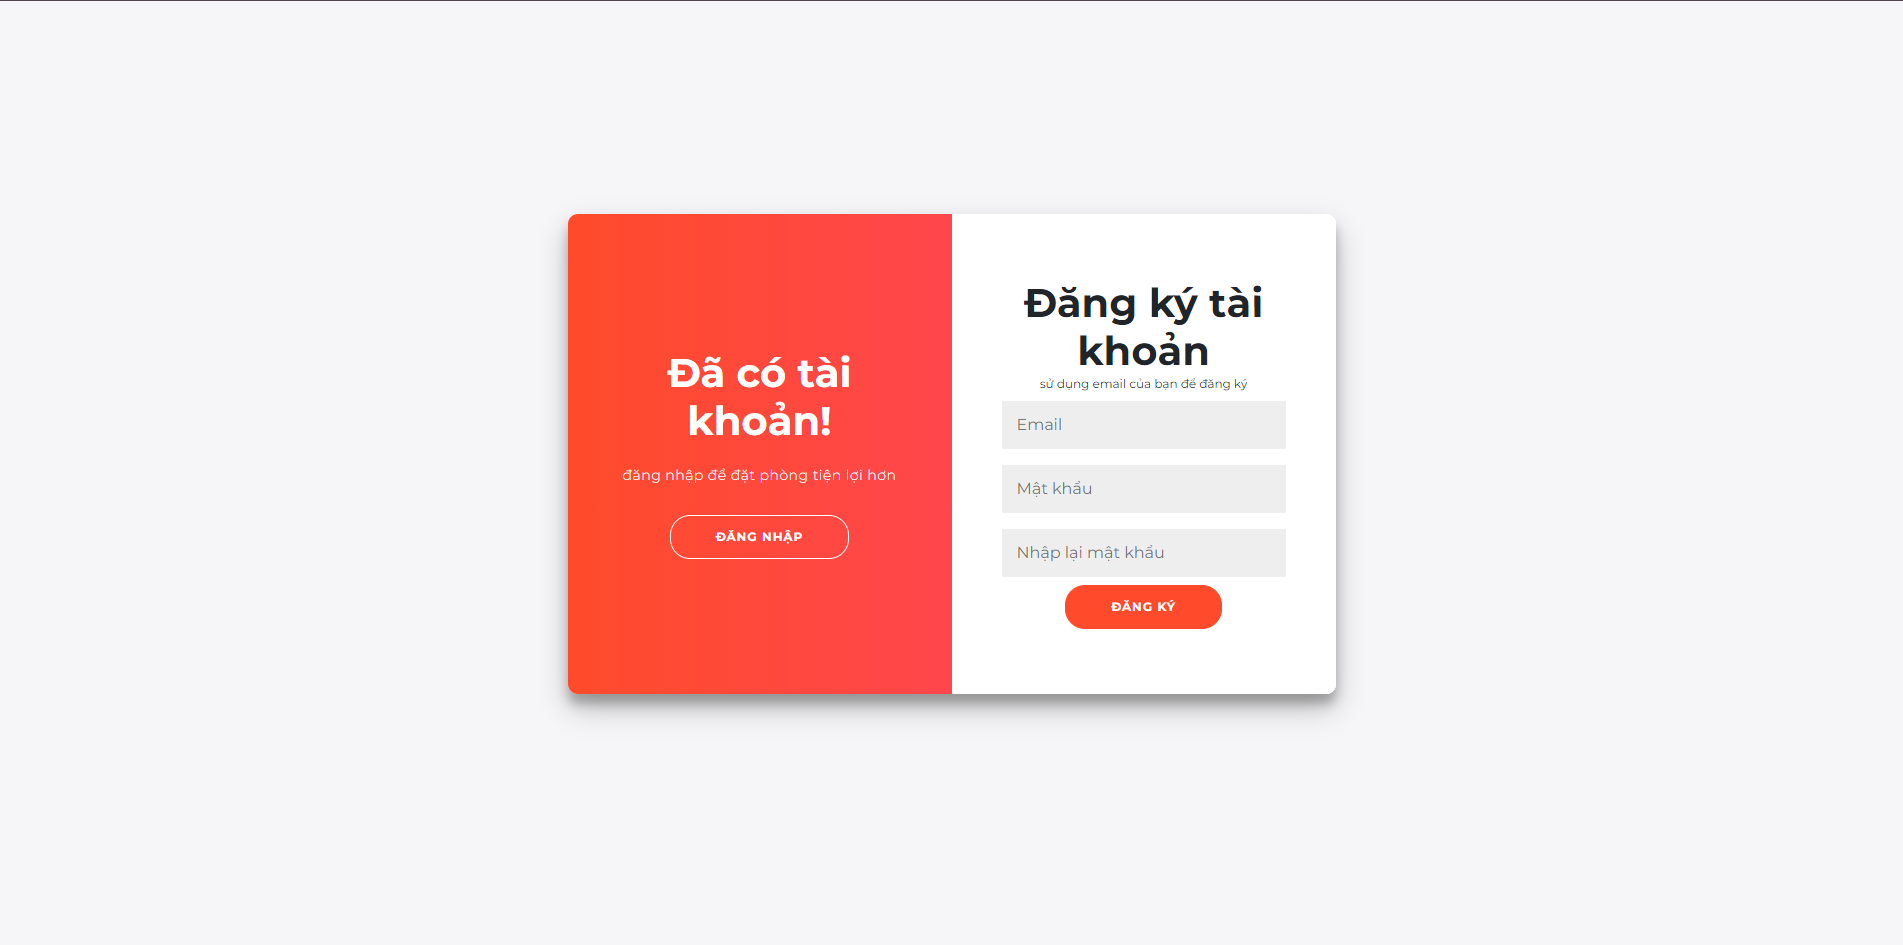 Đã có tài
khoản!
đăng nhập để đặt phòng tiện lợi hơn
ĐĂNG NHẬP
Đăng ký tài
khoản
sử dụng email của bạn để đăng ký
Email
Mật khẩu
Nhập lại mật khẩu
ĐĂNG KÝ